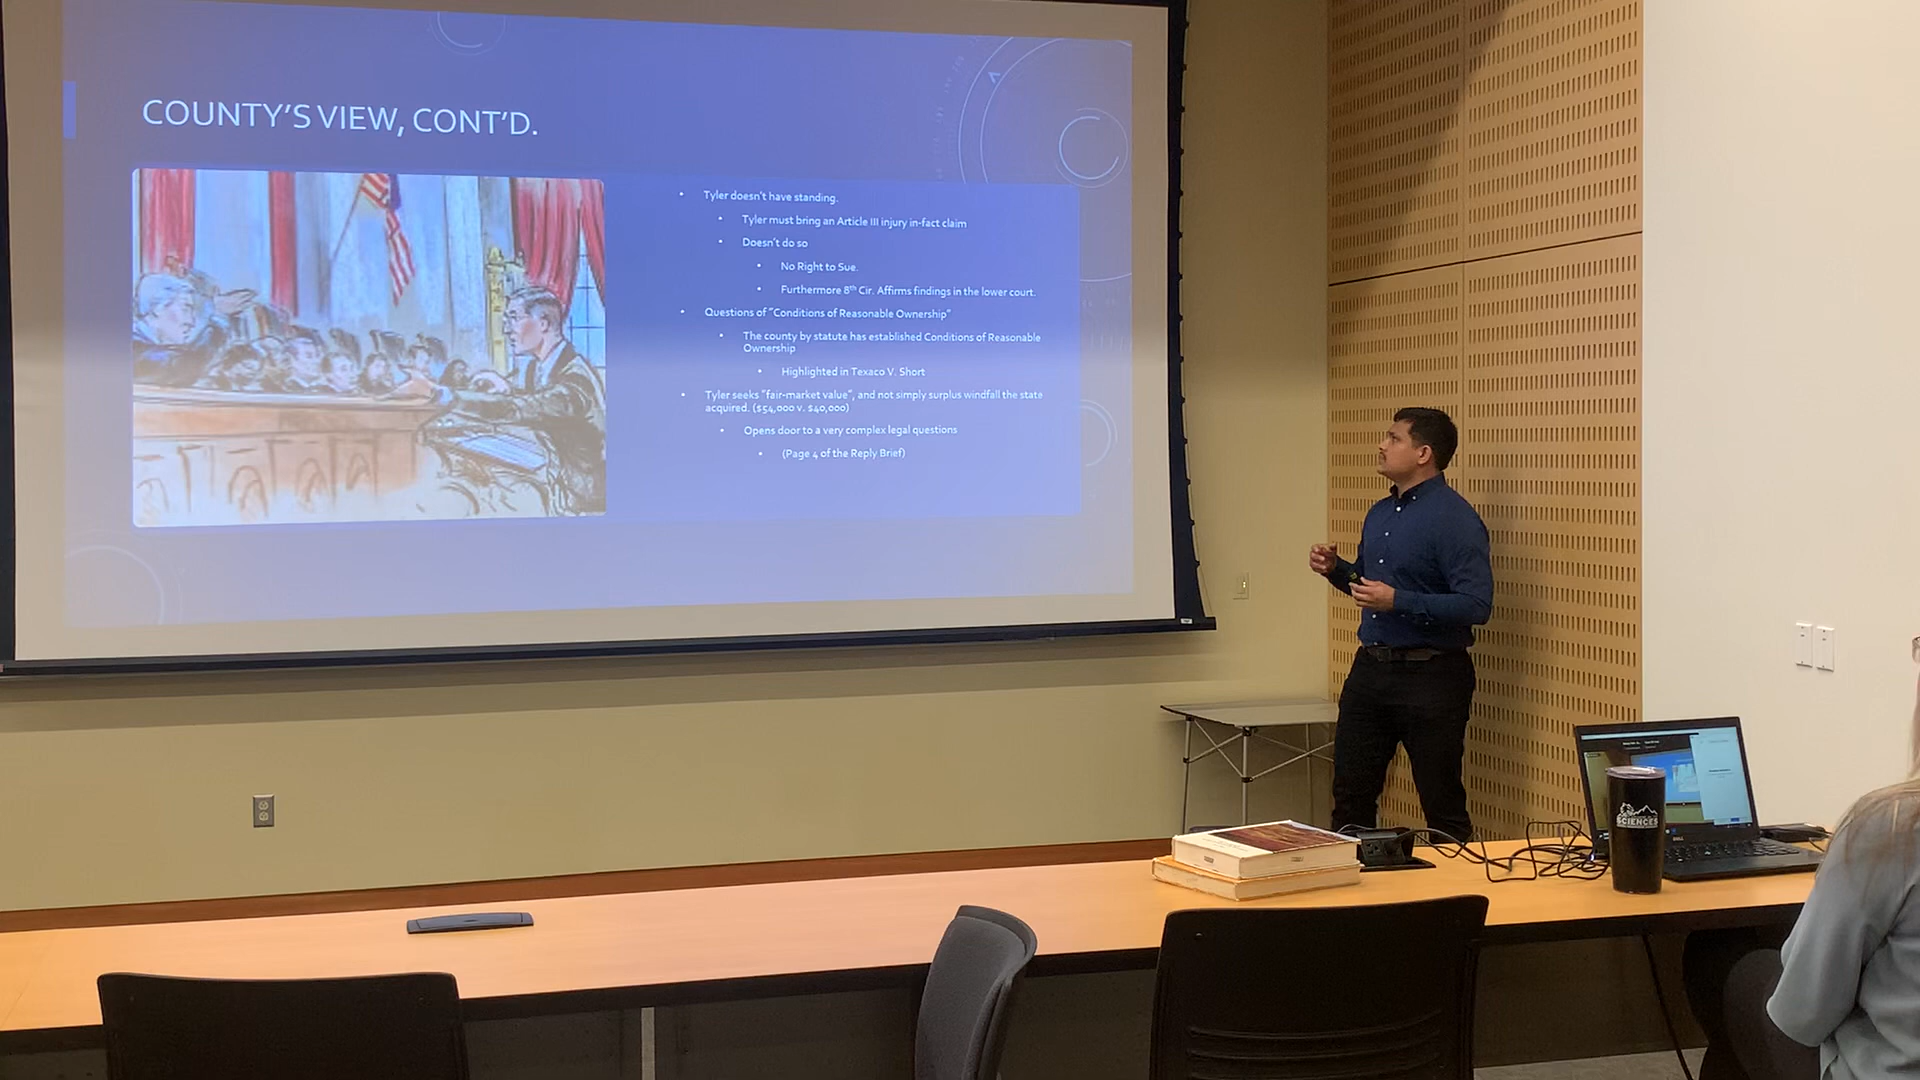 COUNTY'S VIEW, CONT'D.
• Tyler doesn't have standing.
• Tyler must bring an Article III injury in-fact claim
• Doesn't do so
• No Right to Sue.
• Furthermore 8th Cir. Affirms findings in the lower court.
• Questions of "Conditions of Reasonable Ownership"
• The county by statute has established Conditions of Reasonable
Ownership
• Highlighted in Texaco V. Short
• Tyler seeks "fair-market value", and not simply surplus windfall the state
acquired. ($54,000 v. $40,000)
• Opens door to a very complex legal questions
• (Page 4 of the Reply Brief)
SCIENCES
DELL